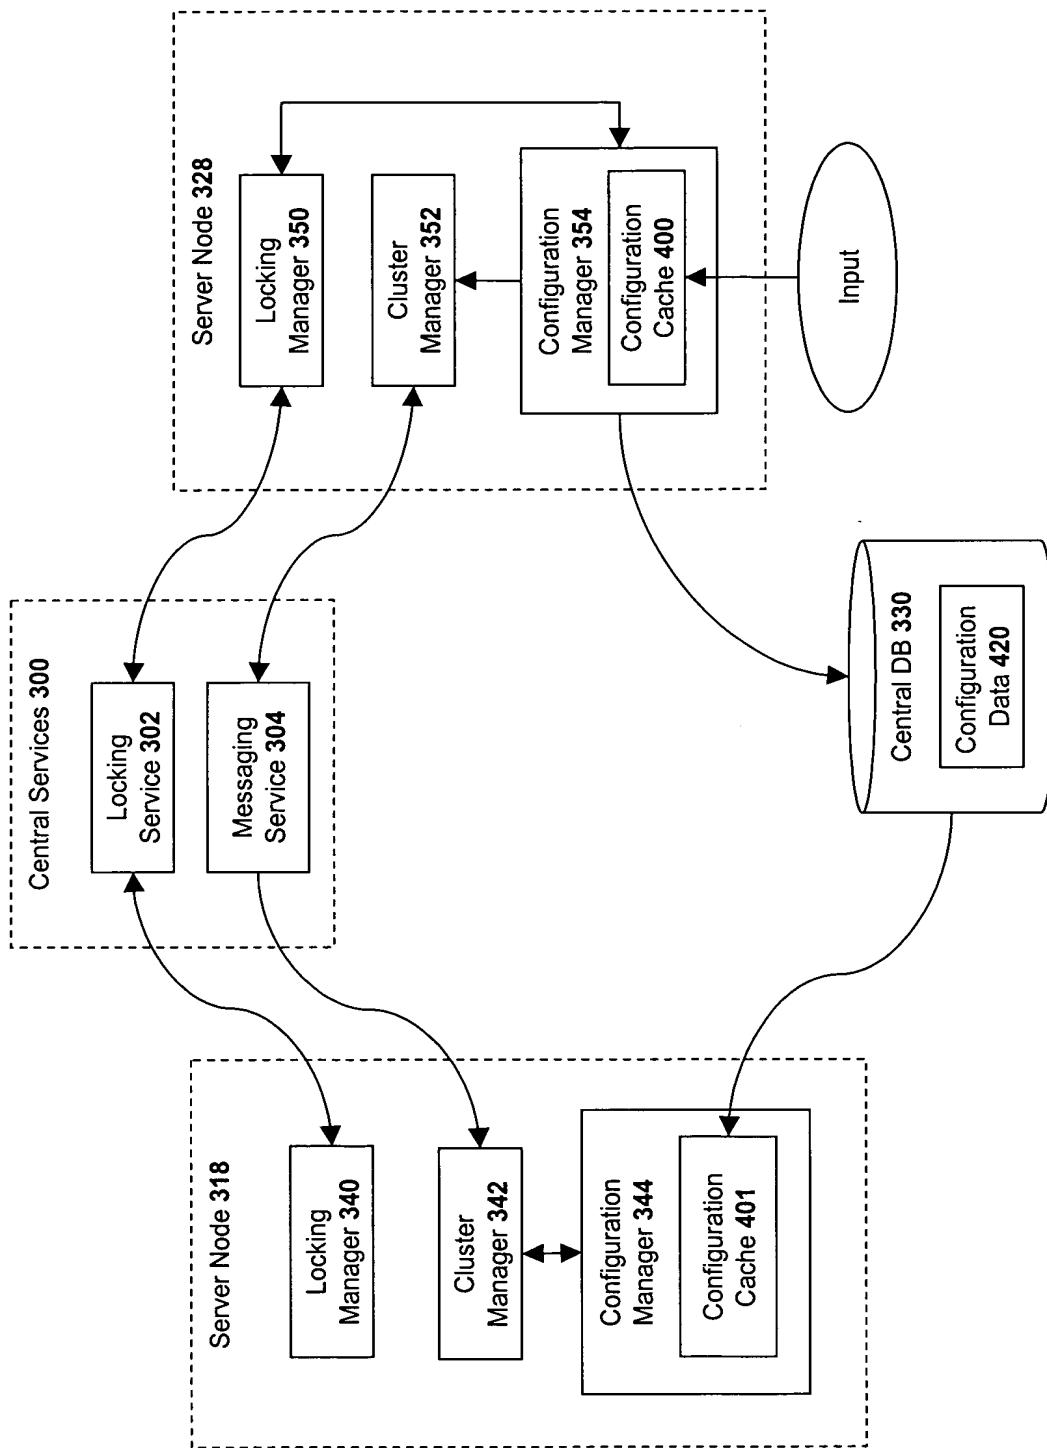 Server Node 318
Locking
Manager 340
Cluster
Manager 342
Configuration
Manager 344
Configuration
Cache 401
Central Services 300
Locking
Service 302
Messaging
Service 304
Central DB 330
Configuration
Data 420
Server Node 328
Locking
Manager 350
Cluster
Manager 352
Configuration
Manager 354
Configuration
Cache 400
Input